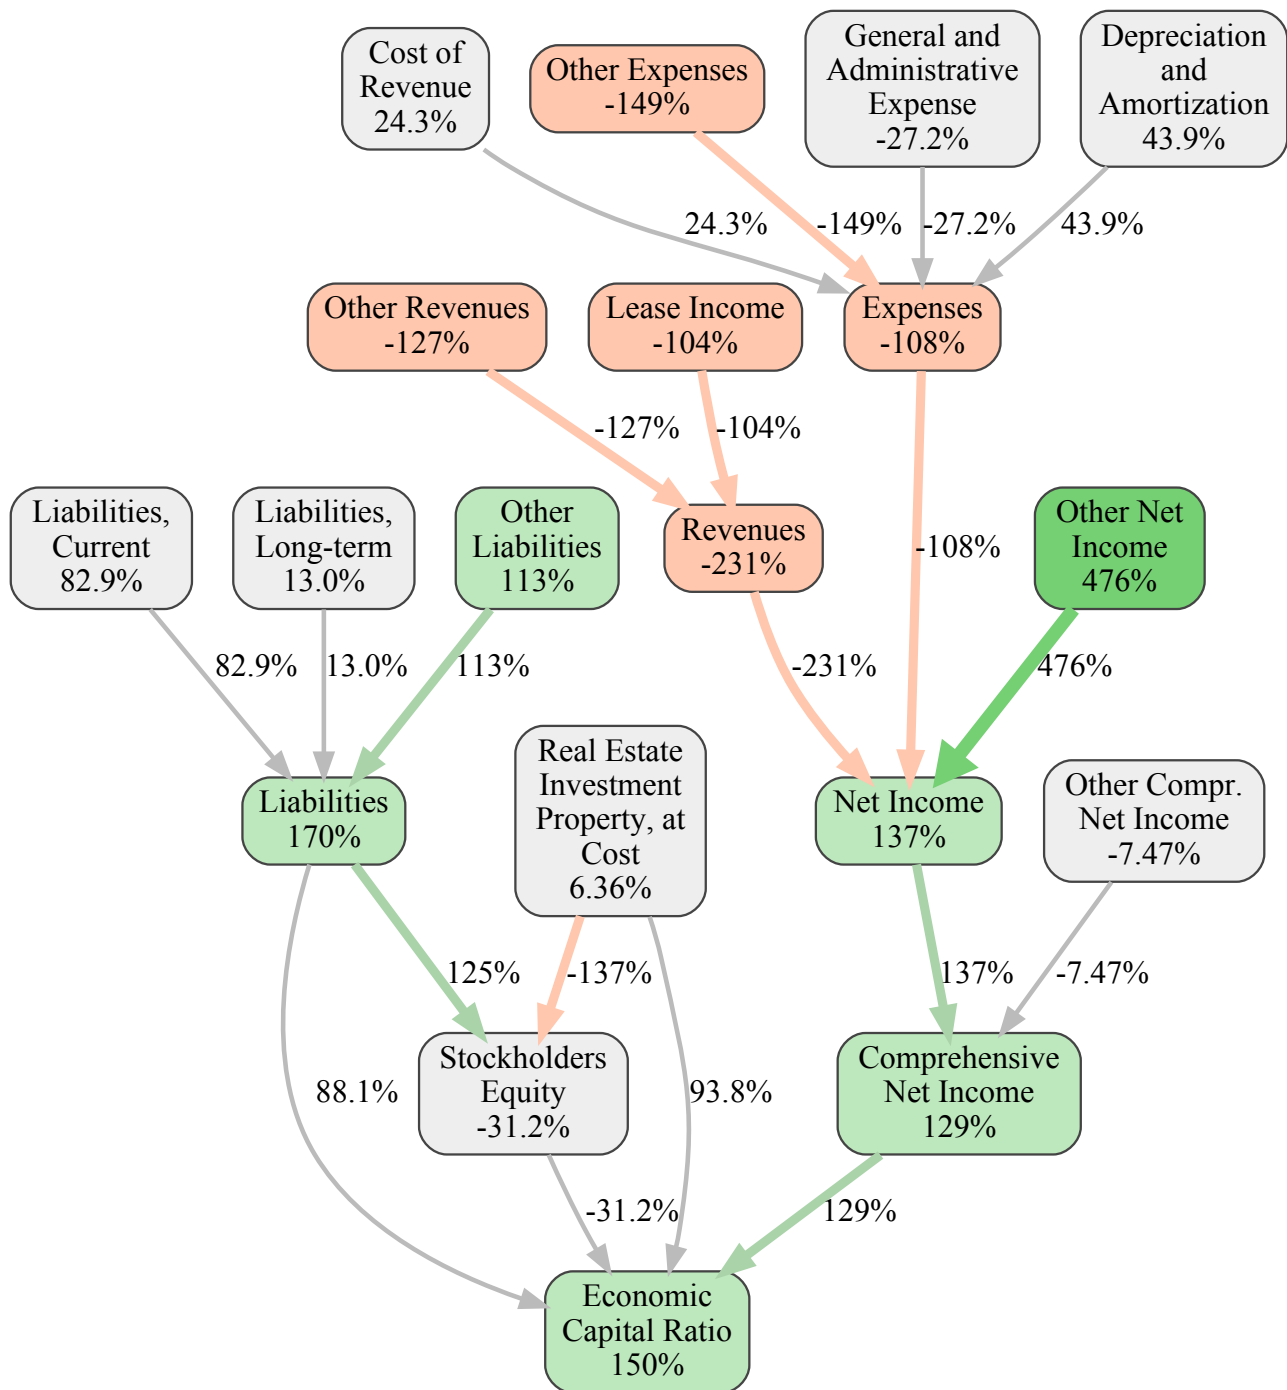 Cost of
Revenue
24.3%
Other Expenses
-149%
General and
Administrative
Expense
-27.2%
Depreciation
and
Amortization
43.9%
24.3%
-149%
-27.2%
43.9%
Other Revenues
-127%
Lease Income
-104%
Expenses
-108%
-127%
-104%
Liabilities,
Current
82.9%
Liabilities,
Long-term
13.0%
Other
Liabilities
113%
Revenues
-231%
-108%
Other Net
Income
476%
82.9%
13.0%
113%
-231%
476%
Liabilities
170%
Real Estate
Investment
Property, at
Cost
6.36%
Net Income
137%
Other Compr.
Net Income
-7.47%
125%
-137%
137%
-7.47%
88.1%
Stockholders
Equity
-31.2%
93.8%
Comprehensive
Net Income
129%
-31.2%
129%
Economic
Capital Ratio
150%